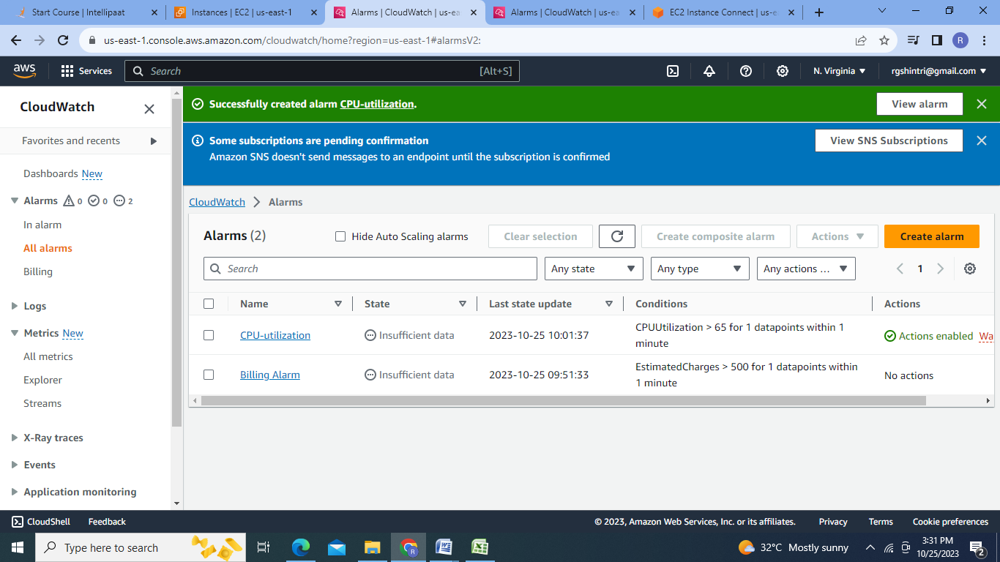 Start Course | Intellipaat
Instances | EC2 | us-east-1
Alarms | CloudWatch | us-ea
Alarms | CloudWatch | us-ea
EC2 Instance Connect | us-e
us-east-1.console.aws.amazon.com/cloudwatch/home?region=us-east-1#alarmsV2:
R
aws
Services
Search
[Alt+S]
N. Virginia
rgshintri@gmail.com
CloudWatch
Favorites and recents
Dashboards New
Alarms 0 0 2
In alarm
All alarms
Billing
Logs
Metrics New
All metrics
Explorer
Streams
X-Ray traces
Events
Application monitoring
Successfully created alarm CPU-utilization.
View alarm
Some subscriptions are pending confirmation
Amazon SNS doesn't send messages to an endpoint until the subscription is confirmed
View SNS Subscriptions
CloudWatch > Alarms
Alarms (2)
Hide Auto Scaling alarms
Clear selection
Create composite alarm
Actions
Create alarm
Search
Any state
Any type
Any actions ...
1
Name
State
Last state update
Conditions
Actions
CPU-utilization
Insufficient data
2023-10-25 10:01:37
CPUUtilization > 65 for 1 datapoints within 1
minute
Actions enabled Wa
Billing Alarm
Insufficient data
2023-10-25 09:51:33
EstimatedCharges > 500 for 1 datapoints within
1 minute
No actions
CloudShell
Feedback
© 2023, Amazon Web Services, Inc. or its affiliates.
Privacy
Terms
Cookie preferences
Type here to search
32°C Mostly sunny
3:31 PM
10/25/2023
2